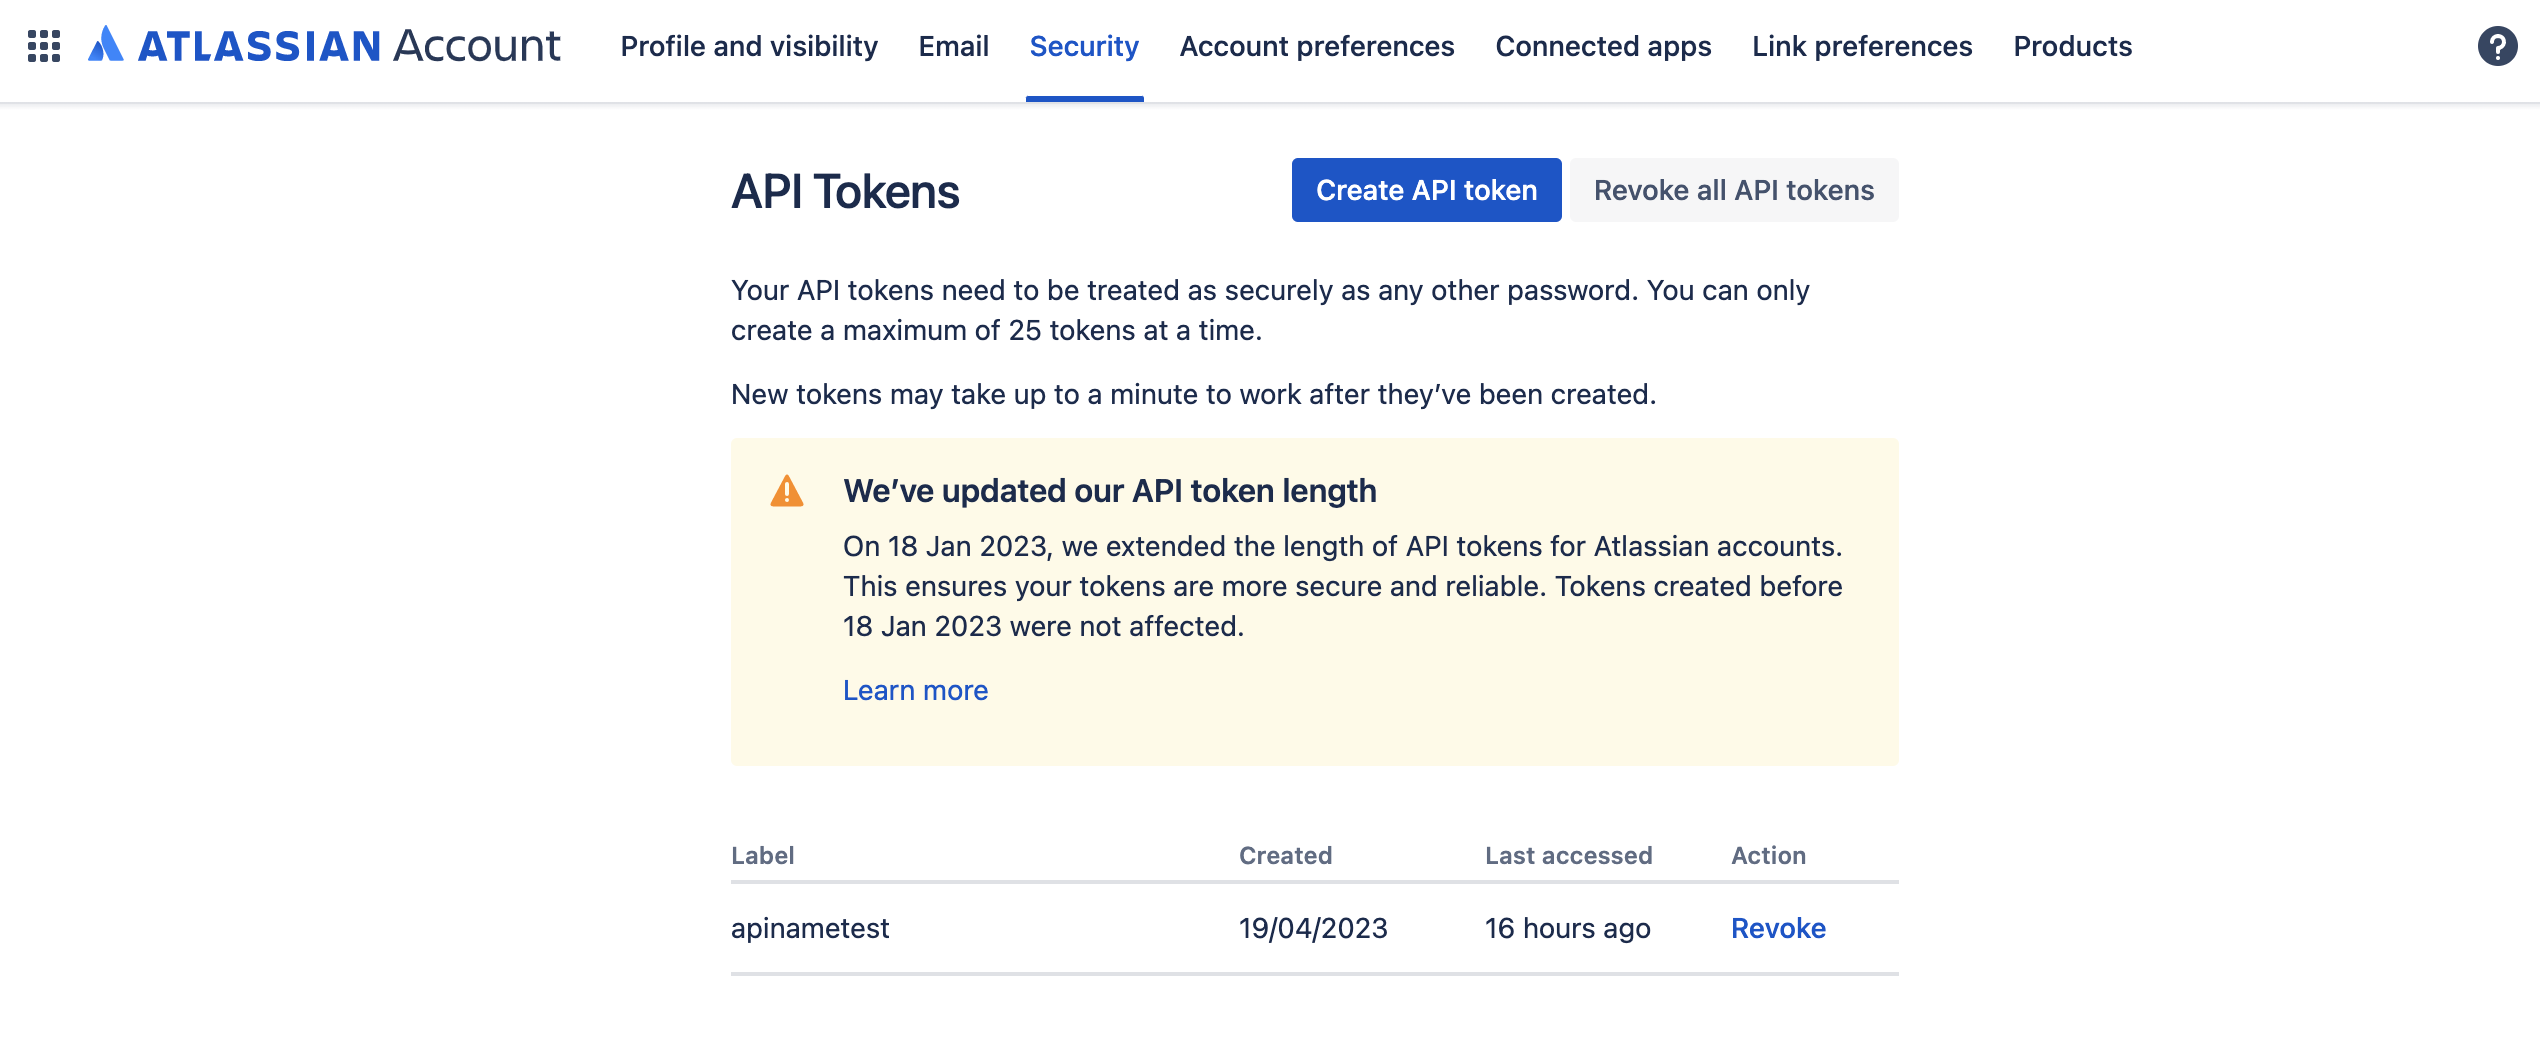 ATLASSIAN Account Profile and visibility Email Security Account preferences Connected apps Link preferences Products ?
API Tokens Create API token Revoke all API tokens
Your API tokens need to be treated as securely as any other password. You can only
create a maximum of 25 tokens at a time.
New tokens may take up to a minute to work after they’ve been created.
We’ve updated our API token length
On 18 Jan 2023, we extended the length of API tokens for Atlassian accounts.
This ensures your tokens are more secure and reliable. Tokens created before
18 Jan 2023 were not affected.
Learn more
Label Created Last accessed Action
apinametest 19/04/2023 16 hours ago Revoke